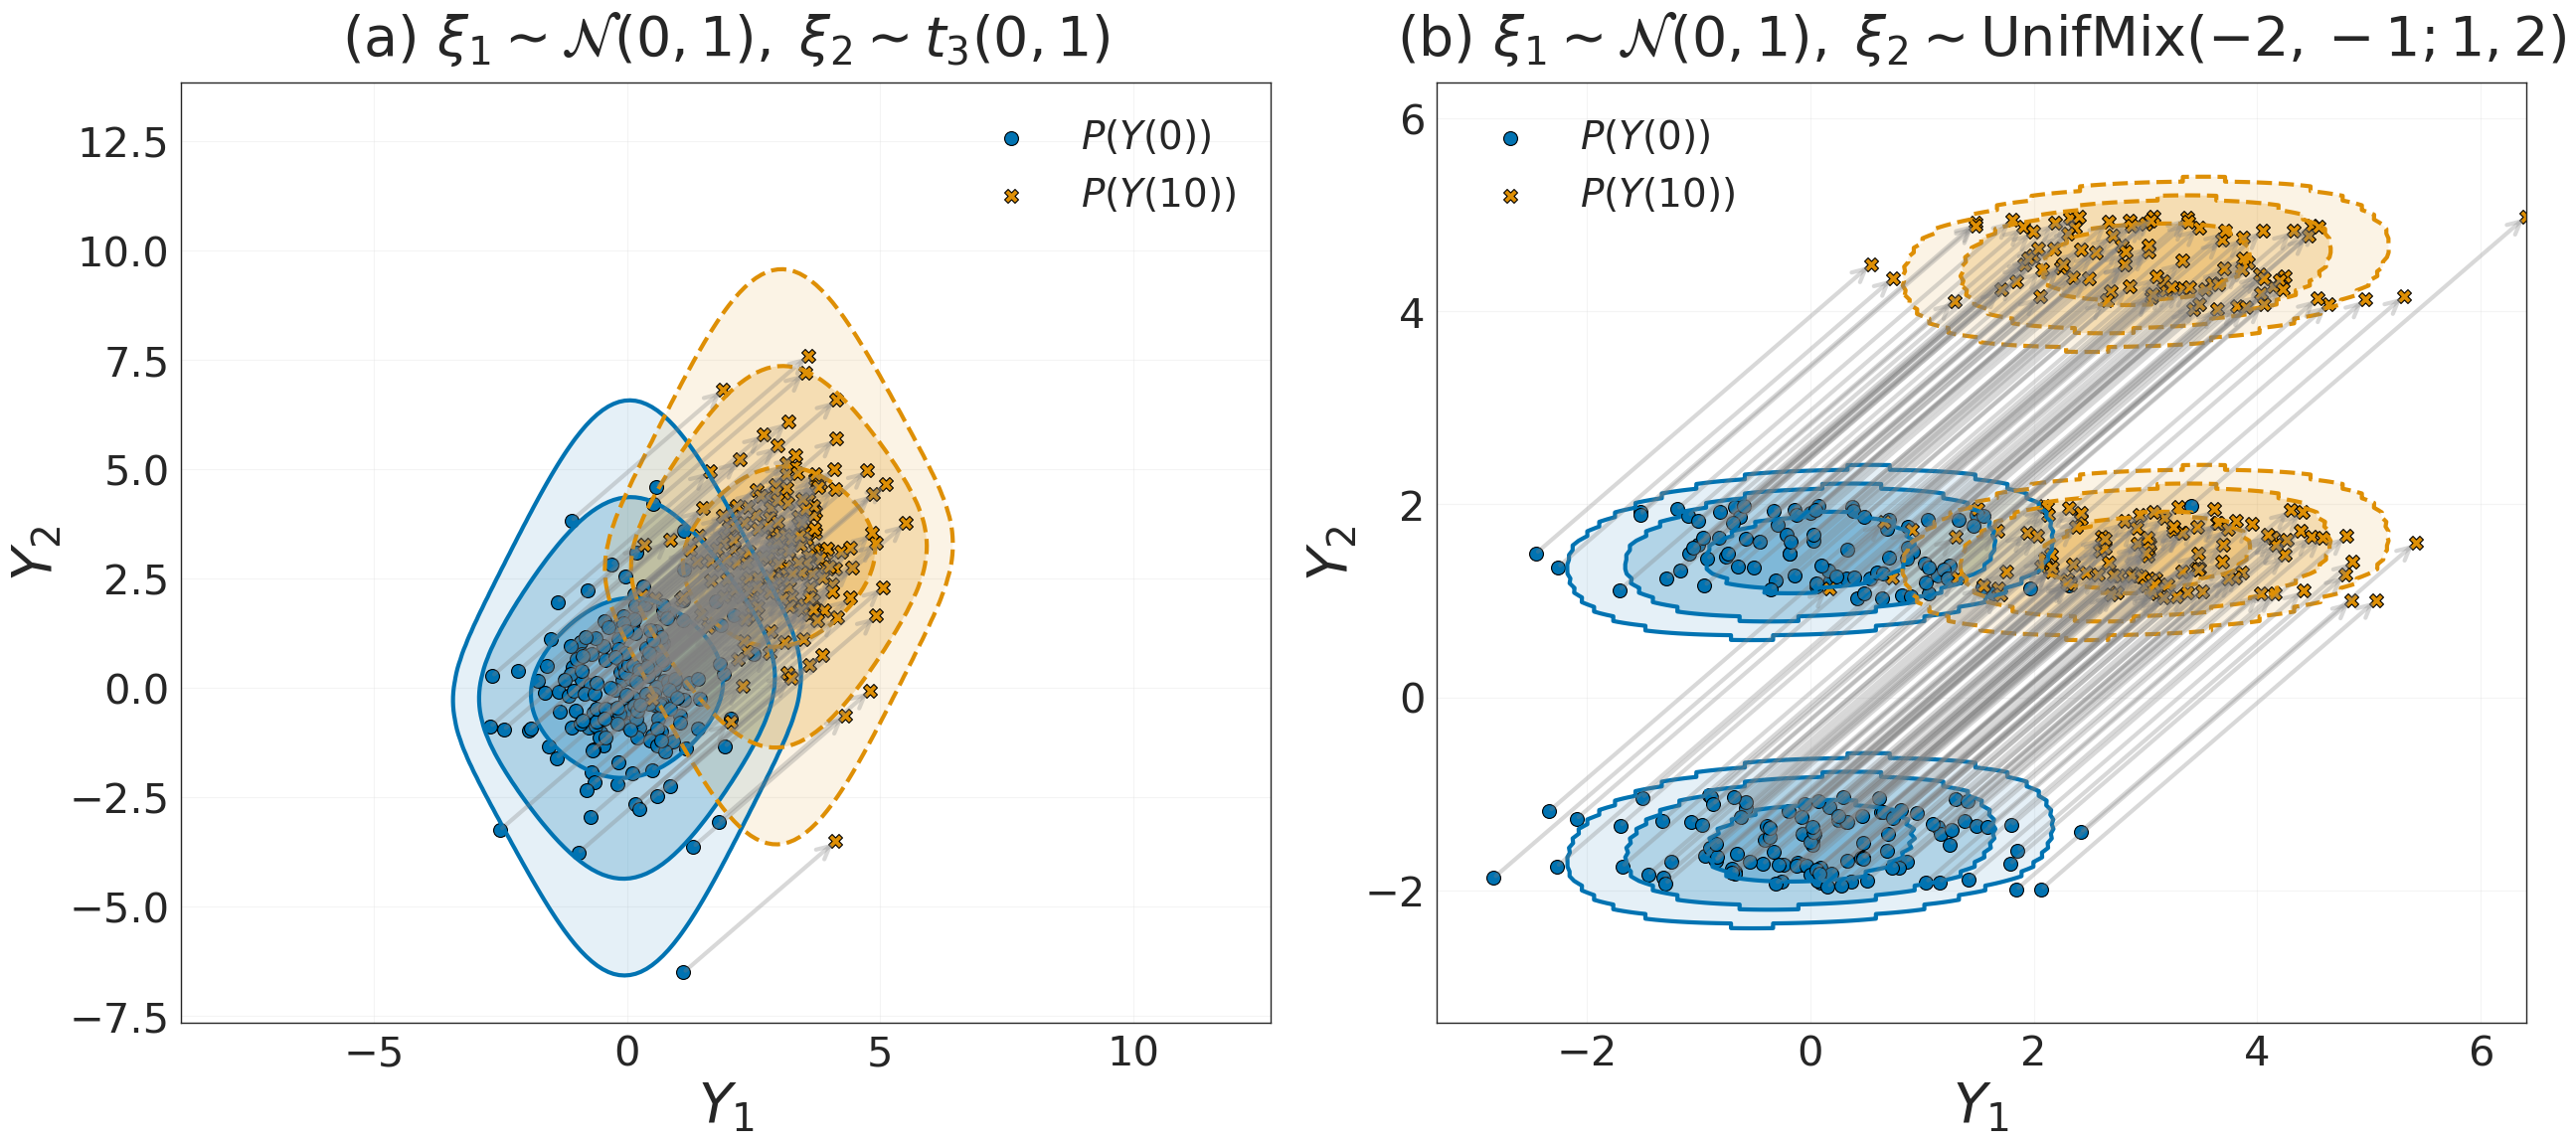 (a) ξ₁ ∼ 𝒩(0, 1), ξ₂ ∼ t₃(0, 1)
P(Y(0))
P(Y(10))
12.5
10.0
7.5
5.0
2.5
0.0
−2.5
−5.0
−7.5
Y₂
−5 0 5 10
Y₁
(b) ξ₁ ∼ 𝒩(0, 1), ξ₂ ∼ UnifMix(−2, −1; 1, 2)
P(Y(0))
P(Y(10))
6
4
2
0
−2
Y₂
−2 0 2 4 6
Y₁